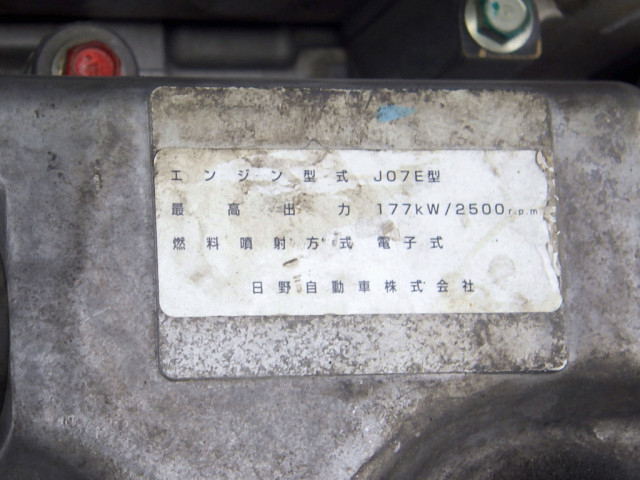 エンジン型式 J07E型
最高出力 177kW/2500r.p.m
燃料噴射方式 電子式
日野自動車株式会社